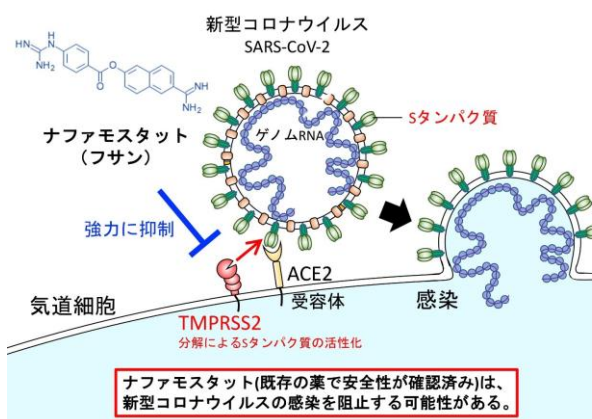 新型コロナウイルス
SARS-CoV-2
NH
H
N
H₂N
NH₂
O
O
NH
NH₂
Sタンパク質
ゲノムRNA
ナファモスタット
（フサン）
強力に抑制
ACE2
受容体
気道細胞
感染
TMPRSS2
分解によるSタンパク質の活性化
ナファモスタット(既存の薬で安全性が確認済み)は、
新型コロナウイルスの感染を阻止する可能性がある。